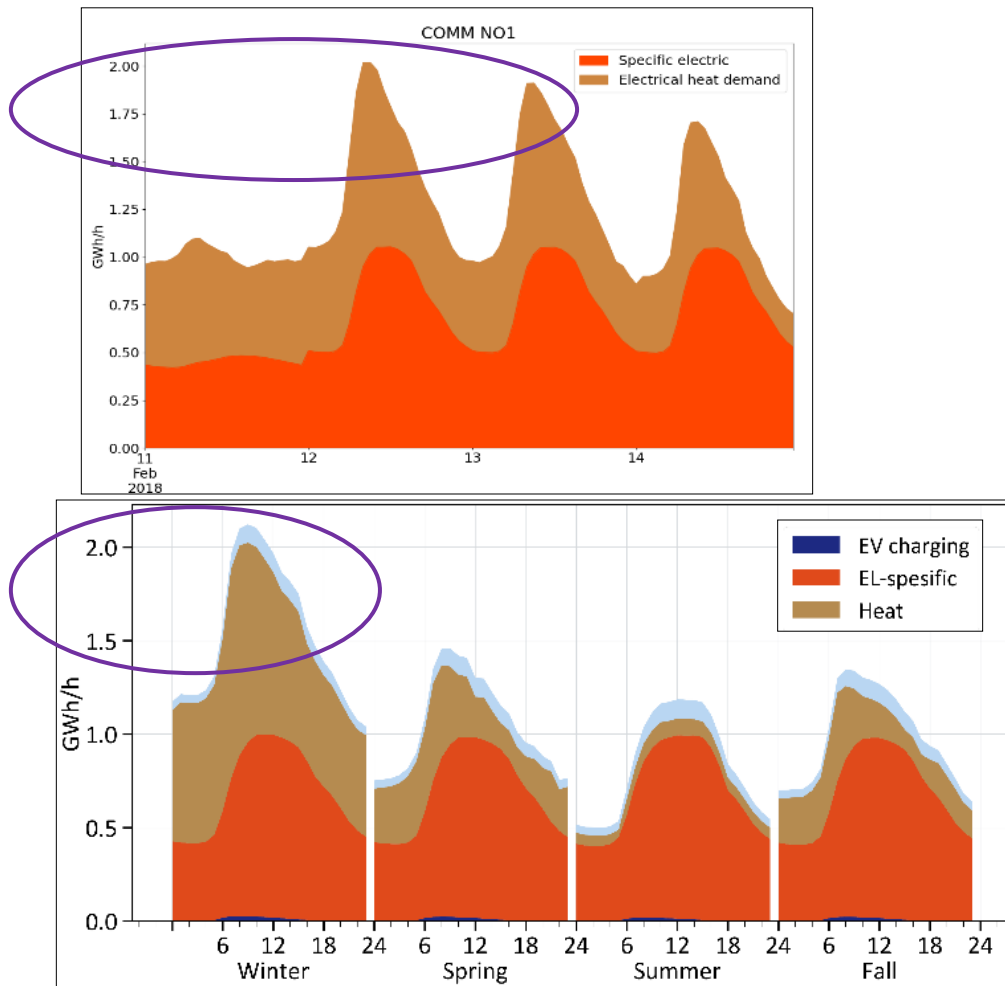 COMM NO1
2.00
Specific electric
Electrical heat demand
1.75
1.50
1.25
GWh/h
1.00
0.75
0.50
0.25
0.00
11 12 13 14
Feb
2018
2.0
EV charging
EL-spesific
Heat
1.5
GWh/h
1.0
0.5
0.0
6 12 18 24 6 12 18 24 6 12 18 24 6 12 18 24
Winter Spring Summer Fall